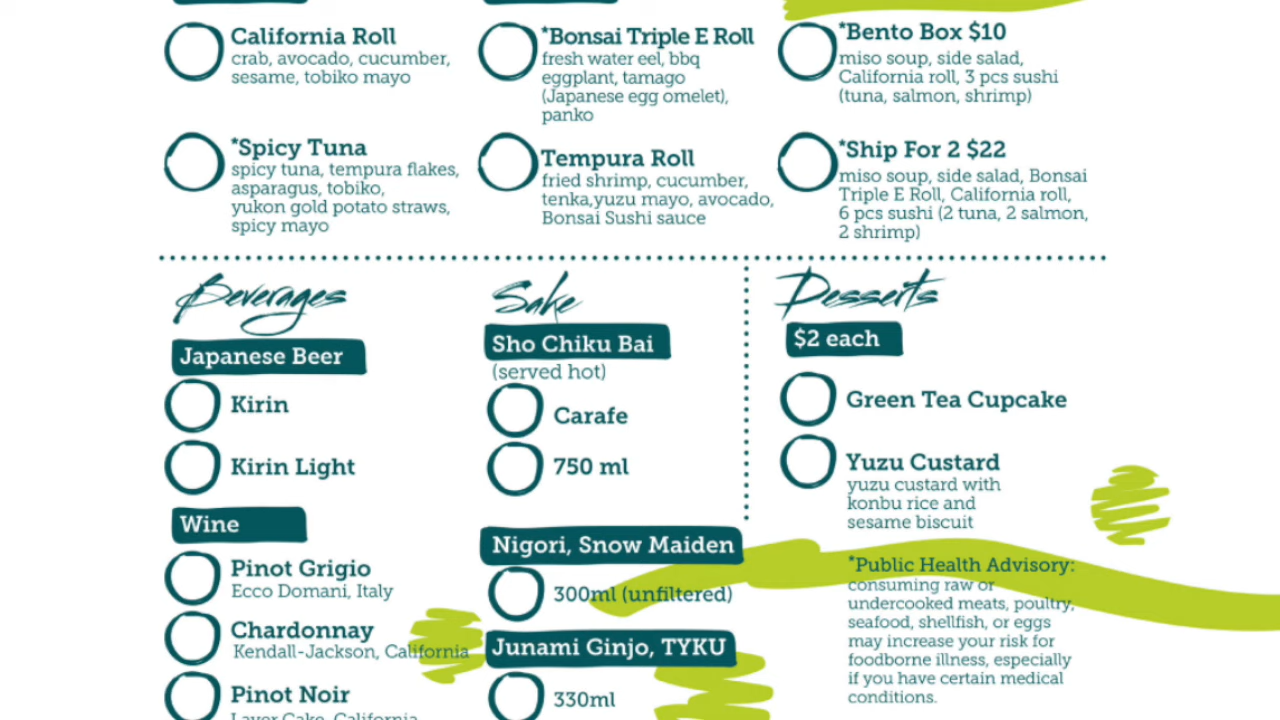 California Roll
crab, avocado, cucumber,
sesame, tobiko mayo
*Spicy Tuna
spicy tuna, tempura flakes,
asparagus, tobiko,
yukon gold potato straws,
spicy mayo
*Bonsai Triple E Roll
fresh water eel, bbq
eggplant, tamago
(Japanese egg omelet),
panko
Tempura Roll
fried shrimp, cucumber,
tenka,yuzu mayo, avocado,
Bonsai Sushi sauce
*Bento Box $10
miso soup, side salad,
California roll, 3 pcs sushi
(tuna, salmon, shrimp)
*Ship For 2 $22
miso soup, side salad, Bonsai
Triple E Roll, California roll,
6 pcs sushi (2 tuna, 2 salmon,
2 shrimp)
Beverages
Japanese Beer
Kirin
Kirin Light
Wine
Pinot Grigio
Ecco Domani, Italy
Chardonnay
Kendall-Jackson, California
Pinot Noir
Layer Cake, California
Sake
Sho Chiku Bai
(served hot)
Carafe
750 ml
Nigori, Snow Maiden
300ml (unfiltered)
Junami Ginjo, TYKU
330ml
Desserts
$2 each
Green Tea Cupcake
Yuzu Custard
yuzu custard with
konbu rice and
sesame biscuit
*Public Health Advisory:
consuming raw or
undercooked meats, poultry,
seafood, shellfish, or eggs
may increase your risk for
foodborne illness, especially
if you have certain medical
conditions.